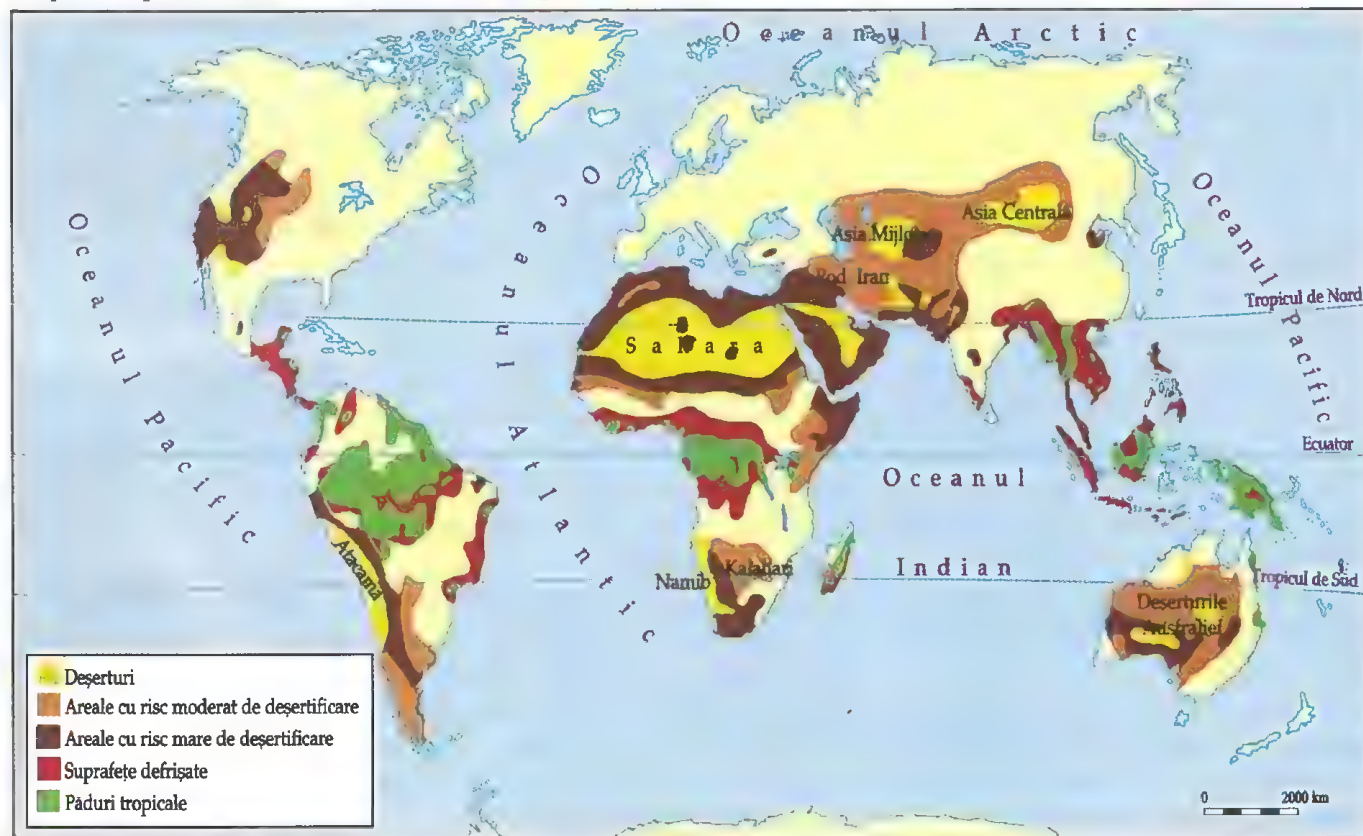 Oceanul Arctic
Oceanul Pacific
Oceanul Atlantic
Oceanul Pacific
Asia Centrală
Asia Mijlocie
Pod Iran
Tropicul de Nord
Sahara
Ecuator
Oceanul
Indian
Atacama
Namib
Kalahari
Tropicul de Sud
Deșerturile
Australiei
Deșerturi
Areale cu risc moderat de deșertificare
Areale cu risc mare de deșertificare
Suprafețe defrișate
Păduri tropicale
0 2000 km